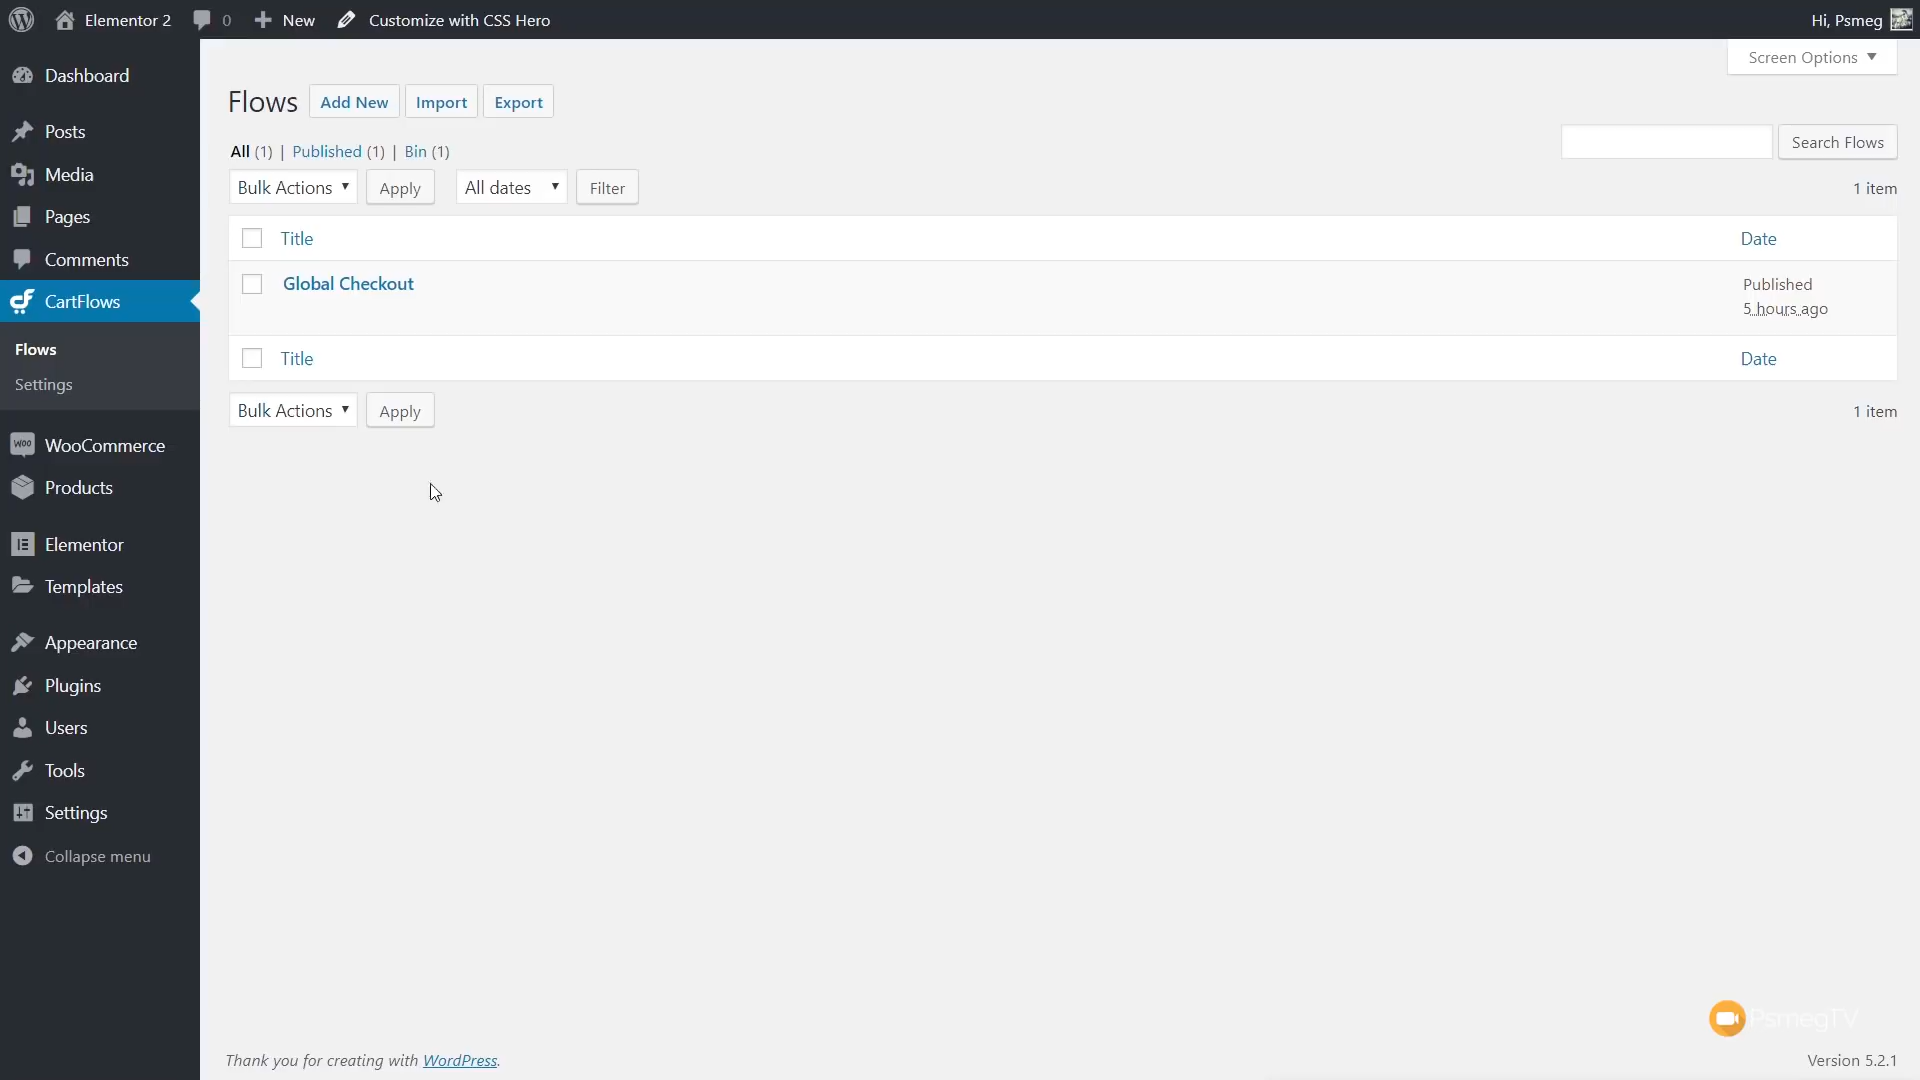 Elementor 2 0 New Customize with CSS Hero Hi, Psmeg
Screen Options
Dashboard
Posts
Media
Pages
Comments
CartFlows
Flows
Settings
WooCommerce
Products
Elementor
Templates
Appearance
Plugins
Users
Tools
Settings
Collapse menu
Flows Add New Import Export
All (1) | Published (1) | Bin (1)
Search Flows
Bulk Actions Apply All dates Filter 1 item
Title Date
Global Checkout Published
5 hours ago
Title Date
Bulk Actions Apply 1 item
PsmegTV
Thank you for creating with WordPress. Version 5.2.1